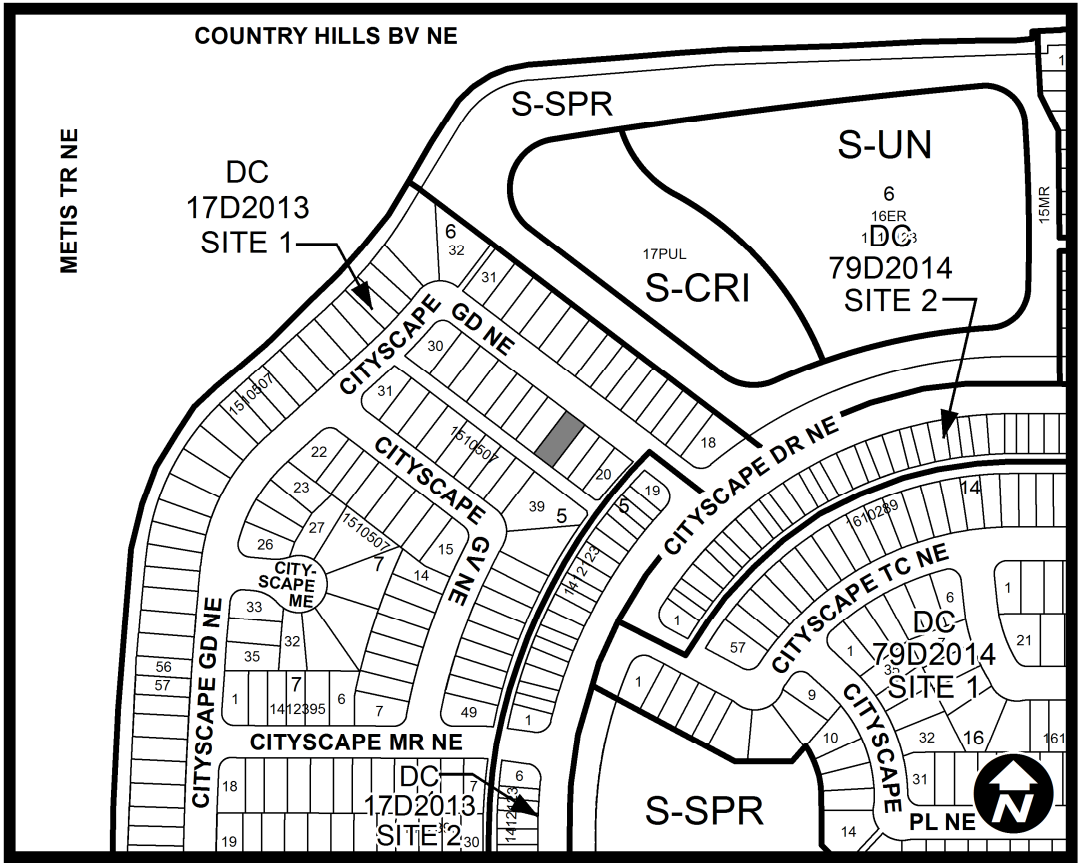 COUNTRY HILLS BV NE
METIS TR NE
S-SPR
S-UN
1
DC
17D2013
SITE 1
6
16ER
15MR
DC
79D2014
SITE 2
6
32
17PUL
S-CRI
31
CITYSCAPE
GD NE
30
1510507
31
18
1510507
20
CITYSCAPE DR NE
22
CITYSCAPE
GV NE
23
39
5
5
19
14
1610289
27
1510507
26
7
15
14
1412123
CITY-
SCAPE
ME
33
32
35
CITYSCAPE GD NE
56
57
1
7
1412395
6
7
49
1
1
57
CITYSCAPE TC NE
1
6
DC
79D2014
SITE 1
1
35
21
1
9
10
CITYSCAPE
PL NE
32
16
161
31
14
CITYSCAPE MR NE
18
19
7
30
DC
17D2013
SITE 2
6
1412123
S-SPR
N